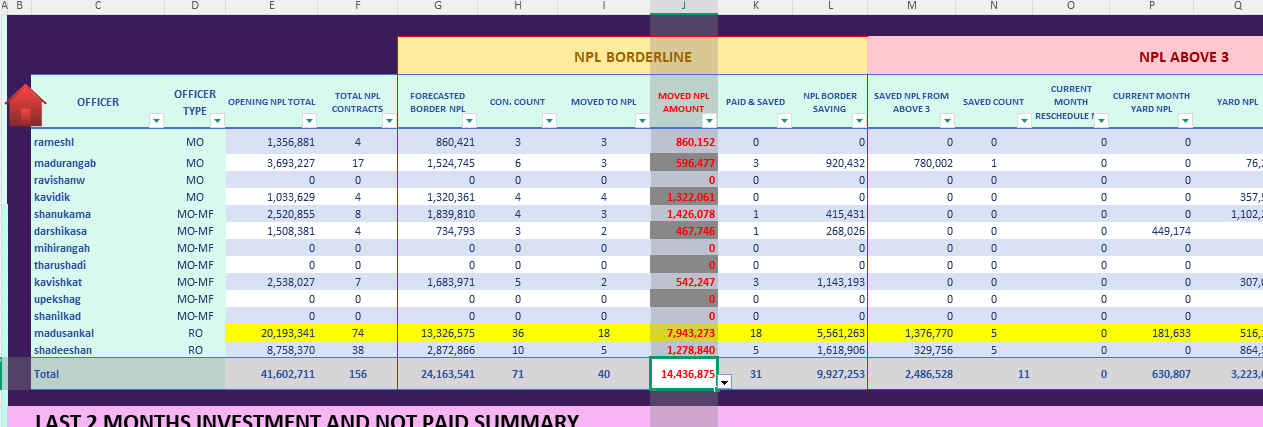 A B C D E F G H I J K L M N O P Q
NPL BORDERLINE NPL ABOVE 3
OFFICER OFFICER TYPE OPENING NPL TOTAL TOTAL NPL CONTRACTS FORECASTED BORDER NPL CON. COUNT MOVED TO NPL MOVED NPL AMOUNT PAID & SAVED NPL BORDER SAVING SAVED NPL FROM ABOVE 3 SAVED COUNT CURRENT MONTH RESCHEDULE CURRENT MONTH YARD NPL YARD NPL
rameshl MO 1,356,881 4 860,421 3 3 860,152 0 0 0 0 0 0
madurangab MO 3,693,227 17 1,524,745 6 3 596,477 3 920,432 780,002 1 0 0 76,
ravishanw MO 0 0 0 0 0 0 0 0 0 0 0 0
kavidik MO 1,033,629 4 1,320,361 4 4 1,322,061 0 0 0 0 0 0 357,
shanukama MO-MF 2,520,855 8 1,839,810 4 3 1,426,078 1 415,431 0 0 0 0 1,102,
darshikasa MO-MF 1,508,381 4 734,793 3 2 467,746 1 268,026 0 0 0 449,174
mihirangah MO-MF 0 0 0 0 0 0 0 0 0 0 0 0
tharushadi MO-MF 0 0 0 0 0 0 0 0 0 0 0 0
kavishkat MO-MF 2,538,027 7 1,683,971 5 2 542,247 3 1,143,193 0 0 0 0 307,
upekshag MO-MF 0 0 0 0 0 0 0 0 0 0 0 0
shanilkad MO-MF 0 0 0 0 0 0 0 0 0 0 0 0
madusankal RO 20,193,341 74 13,326,575 36 18 7,943,273 18 5,561,263 1,376,770 5 0 181,633 516,
shadeeshan RO 8,758,370 38 2,872,866 10 5 1,278,840 5 1,618,906 329,756 5 0 0 864,
Total 41,602,711 156 24,163,541 71 40 14,436,875 31 9,927,253 2,486,528 11 0 630,807 3,223,
LAST 2 MONTHS INVESTMENT AND NOT PAID SUMMARY